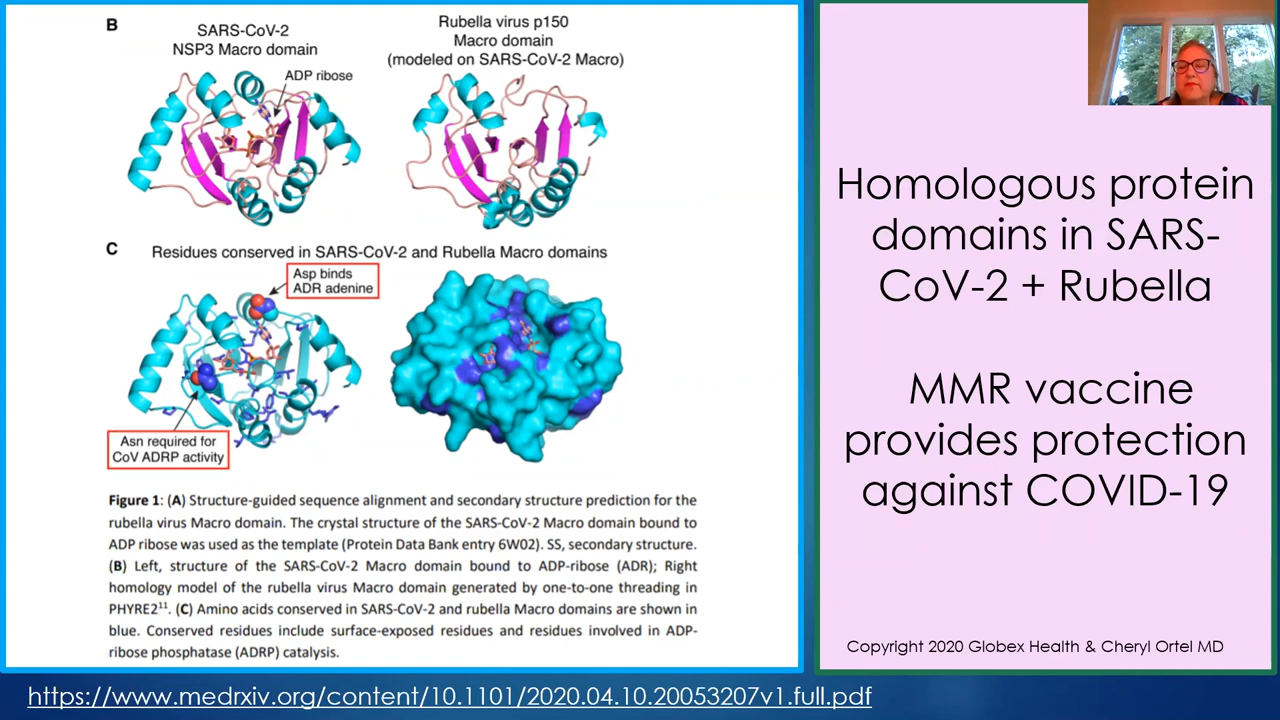 B
SARS-CoV-2
NSP3 Macro domain
ADP ribose
Rubella virus p150
Macro domain
(modeled on SARS-CoV-2 Macro)
C
Residues conserved in SARS-CoV-2 and Rubella Macro domains
Asp binds
ADR adenine
Asn required for
CoV ADRP activity
Figure 1: (A) Structure-guided sequence alignment and secondary structure prediction for the
rubella virus Macro domain. The crystal structure of the SARS-CoV-2 Macro domain bound to
ADP ribose was used as the template (Protein Data Bank entry 6W02). SS, secondary structure.
(B) Left, structure of the SARS-CoV-2 Macro domain bound to ADP-ribose (ADR); Right
homology model of the rubella virus Macro domain generated by one-to-one threading in
PHYRE2¹¹. (C) Amino acids conserved in SARS-CoV-2 and rubella Macro domains are shown in
blue. Conserved residues include surface-exposed residues and residues involved in ADP-
ribose phosphatase (ADRP) catalysis.
Homologous protein
domains in SARS-
CoV-2 + Rubella
MMR vaccine
provides protection
against COVID-19
Copyright 2020 Globex Health & Cheryl Ortel MD
https://www.medrxiv.org/content/10.1101/2020.04.10.20053207v1.full.pdf